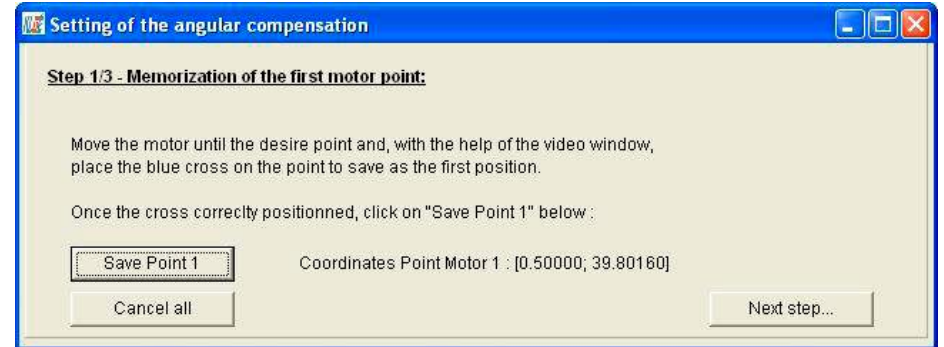 Setting of the angular compensation
Step 1/3 - Memorization of the first motor point:
Move the motor until the desire point and, with the help of the video window,
place the blue cross on the point to save as the first position.
Once the cross correclty positionned, click on "Save Point 1" below :
Save Point 1
Coordinates Point Motor 1 : [0.50000; 39.80160]
Cancel all
Next step...